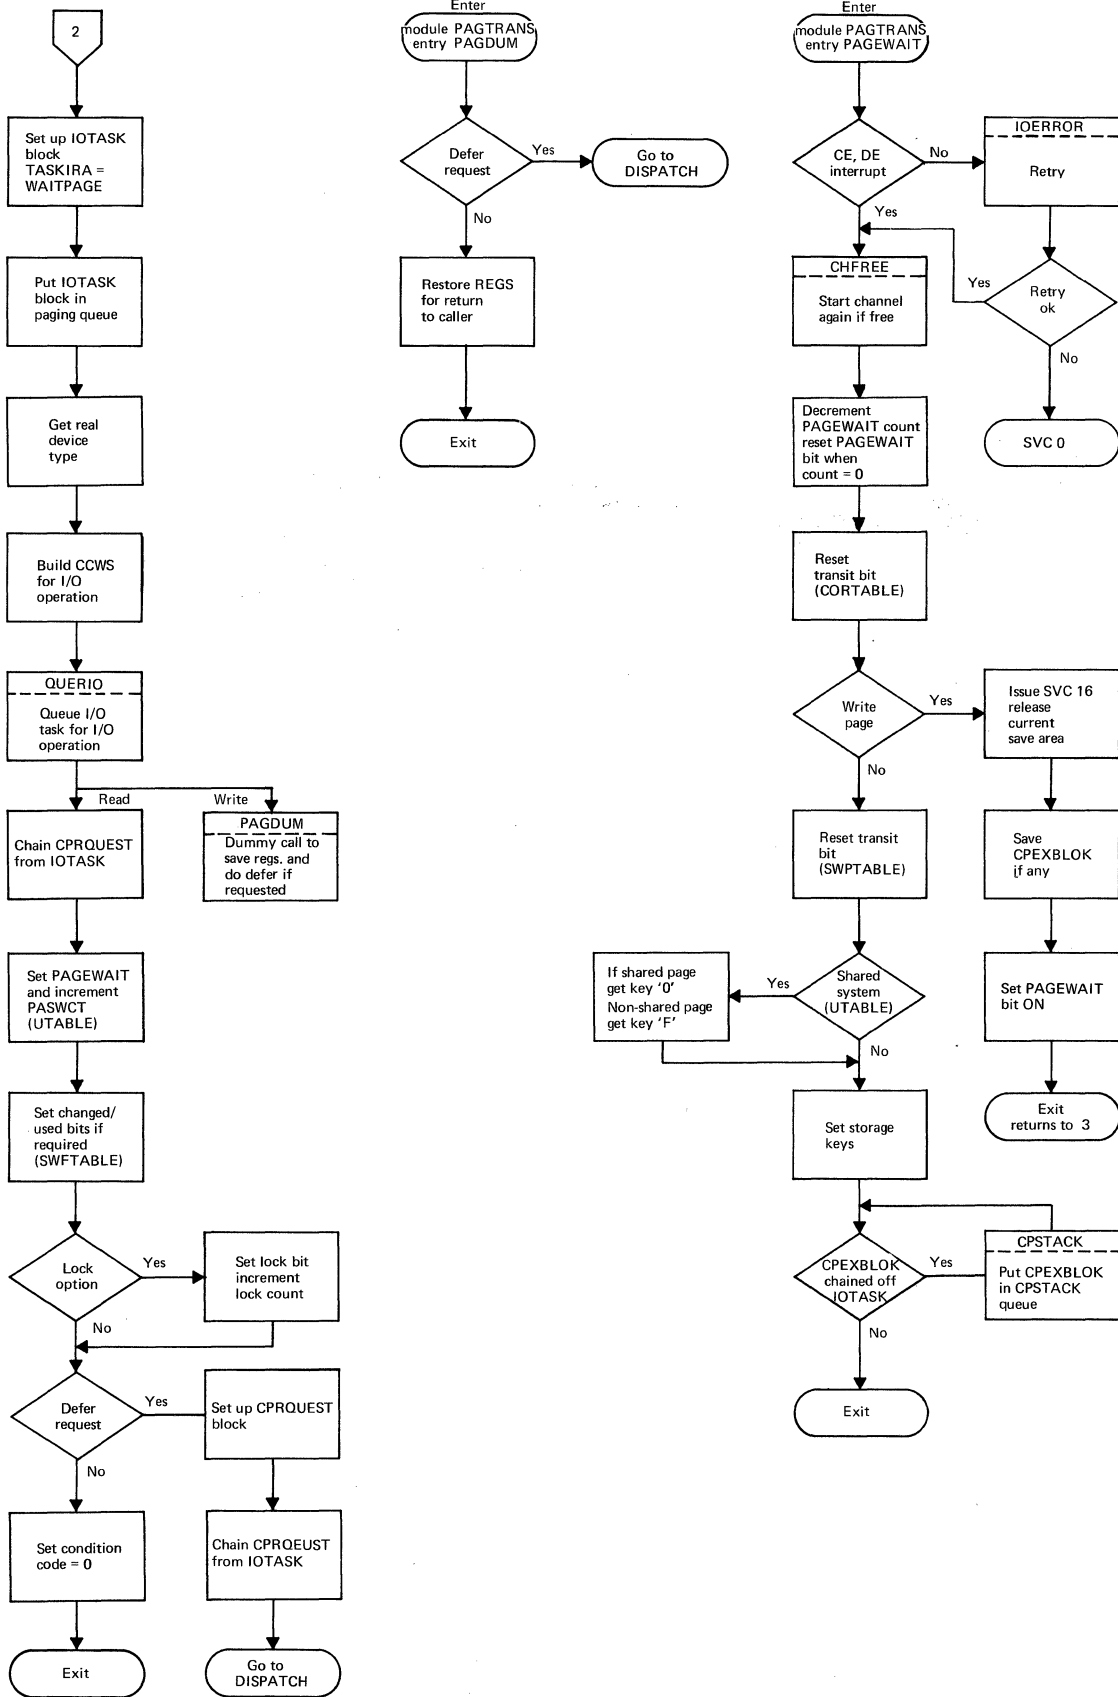 2
Set up IOTASK
block
TASKIRA =
WAITPAGE
Put IOTASK
block in
paging queue
Get real
device
type
Build CCWS
for I/O
operation
QUERIO
Queue I/O
task for I/O
operation
Read
Write
Chain CPRQUEST
from IOTASK
PAGDUM
Dummy call to
save regs. and
do defer if
requested
Set PAGEWAIT
and increment
PASWCT
(UTABLE)
Set changed/
used bits if
required
(SWFTABLE)
Lock
option
Yes
Set lock bit
increment
lock count
No
Defer
request
Yes
Set up CPRQUEST
block
No
Set condition
code = 0
Chain CPRQEUST
from IOTASK
Exit
Go to
DISPATCH
Enter
module PAGTRANS
entry PAGDUM
Defer
request
Yes
Go to
DISPATCH
No
Restore REGS
for return
to caller
Exit
Enter
module PAGTRANS
entry PAGEWAIT
CE, DE
interrupt
No
IOERROR
Retry
Yes
CHFREE
Start channel
again if free
Yes
Retry
ok
No
SVC 0
Decrement
PAGEWAIT count
reset PAGEWAIT
bit when
count = 0
Reset
transit bit
(CORTABLE)
Write
page
Yes
Issue SVC 16
release
current
save area
No
Reset transit
bit
(SWPTABLE)
Save
CPEXBLOK
if any
If shared page
get key ‘0’
Non-shared page
get key ‘F’
Yes
Shared
system
(UTABLE)
No
Set PAGEWAIT
bit ON
Exit
returns to 3
Set storage
keys
CPEXBLOK
chained off
IOTASK
Yes
CPSTACK
Put CPEXBLOK
in CPSTACK
queue
No
Exit